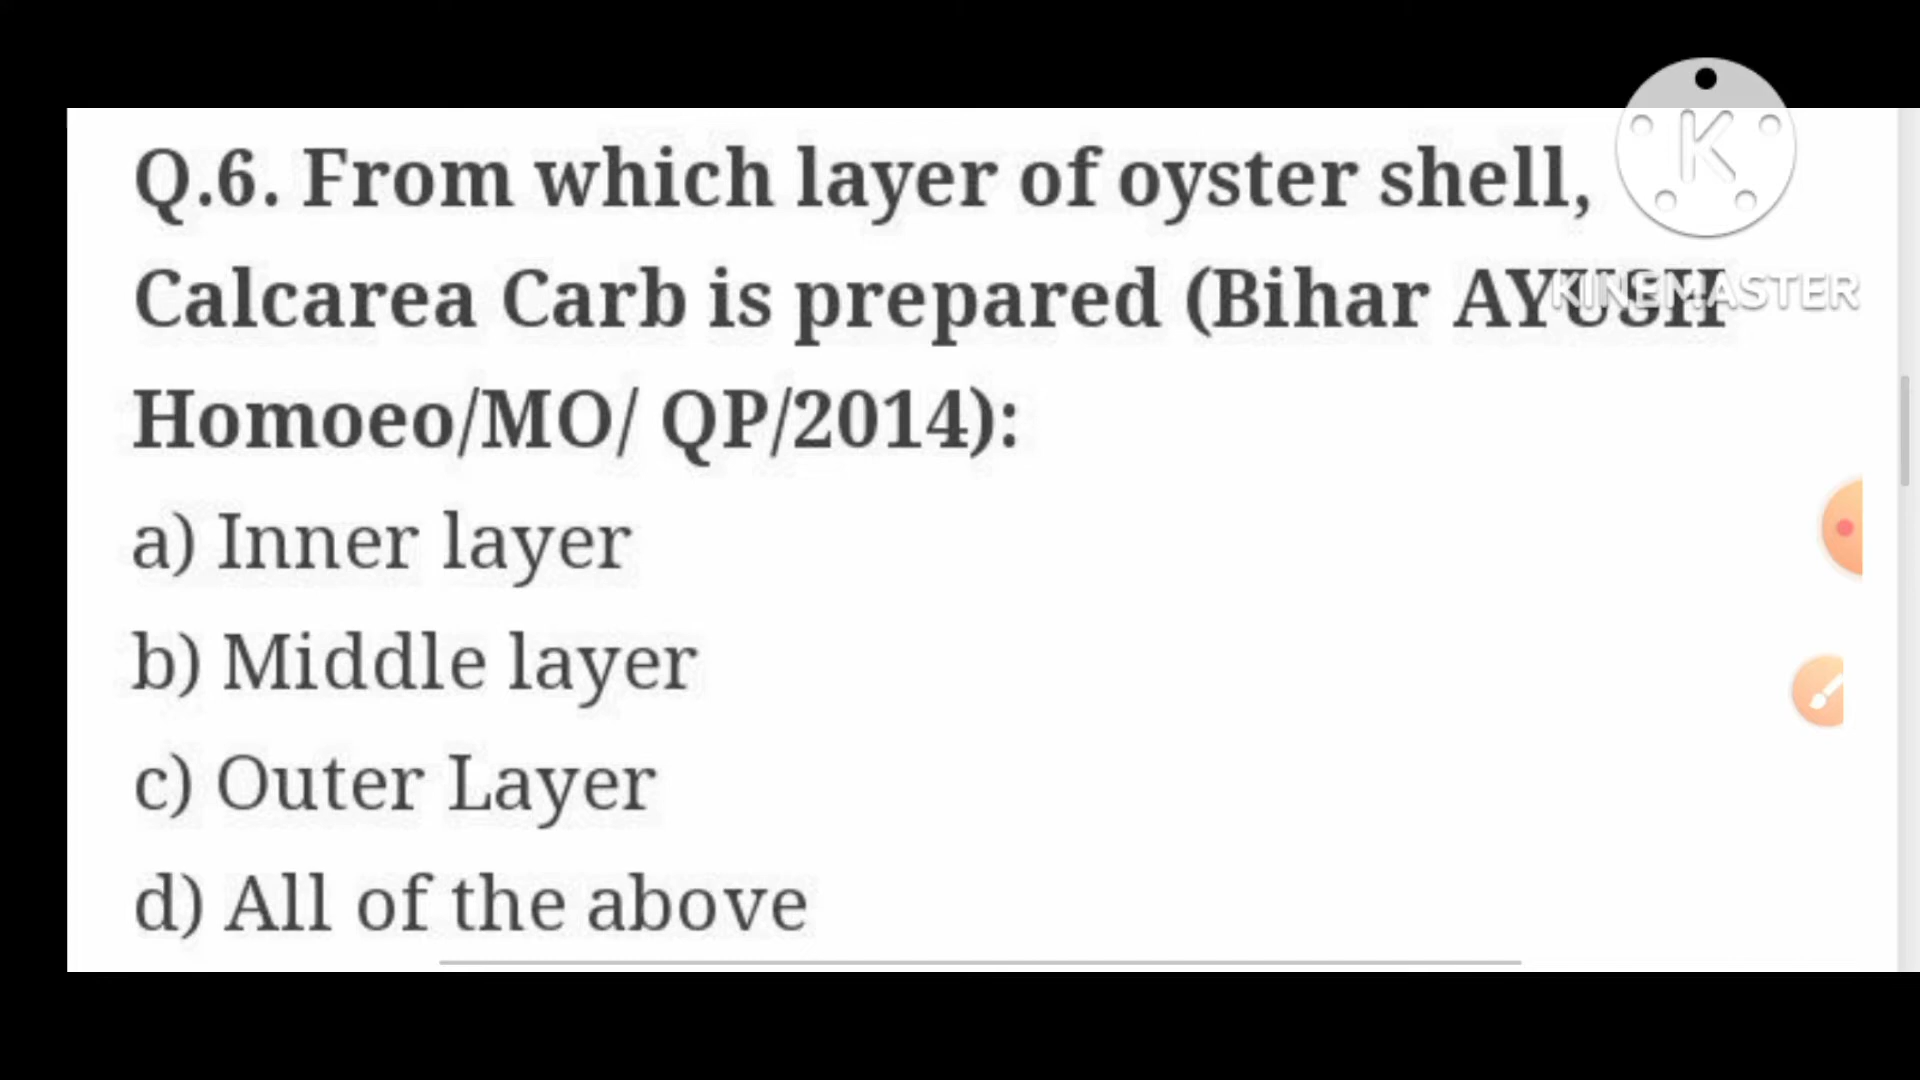 Q.6. From which layer of oyster shell,
Calcarea Carb is prepared (Bihar AYUSH
Homoeo/MO/ QP/2014):
a) Inner layer
b) Middle layer
c) Outer Layer
d) All of the above
K
KINEMASTER